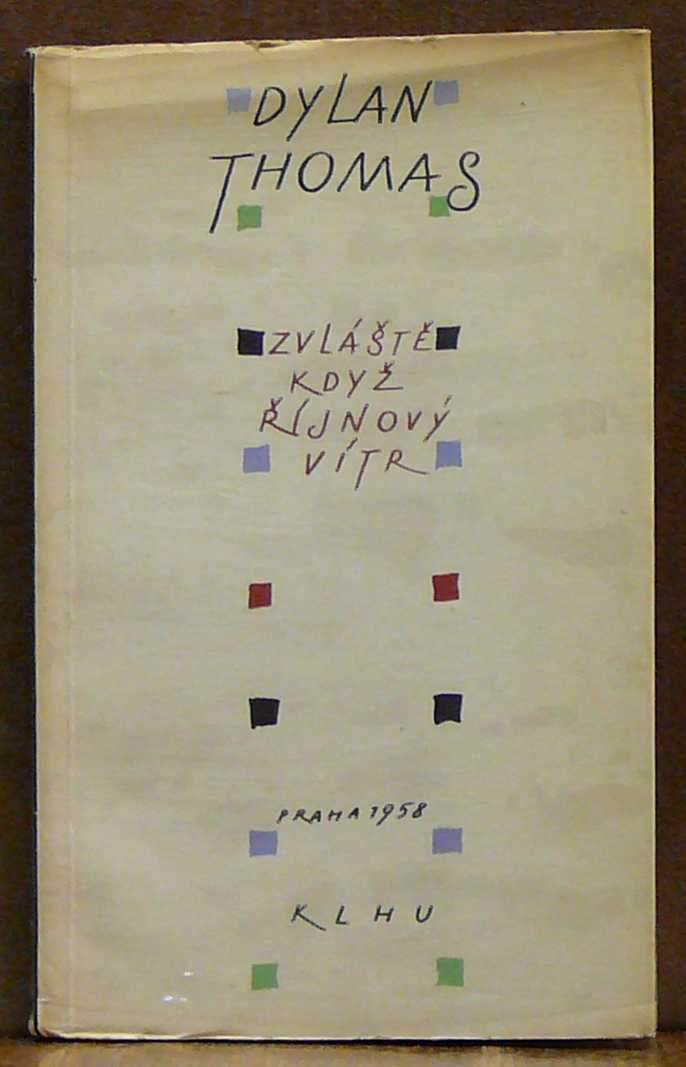 DYLAN
THOMAS
ZVLÁŠTĚ
KDYŽ
ŘÍJNOVÝ
VÍTR
PRAHA 1958
KLHU